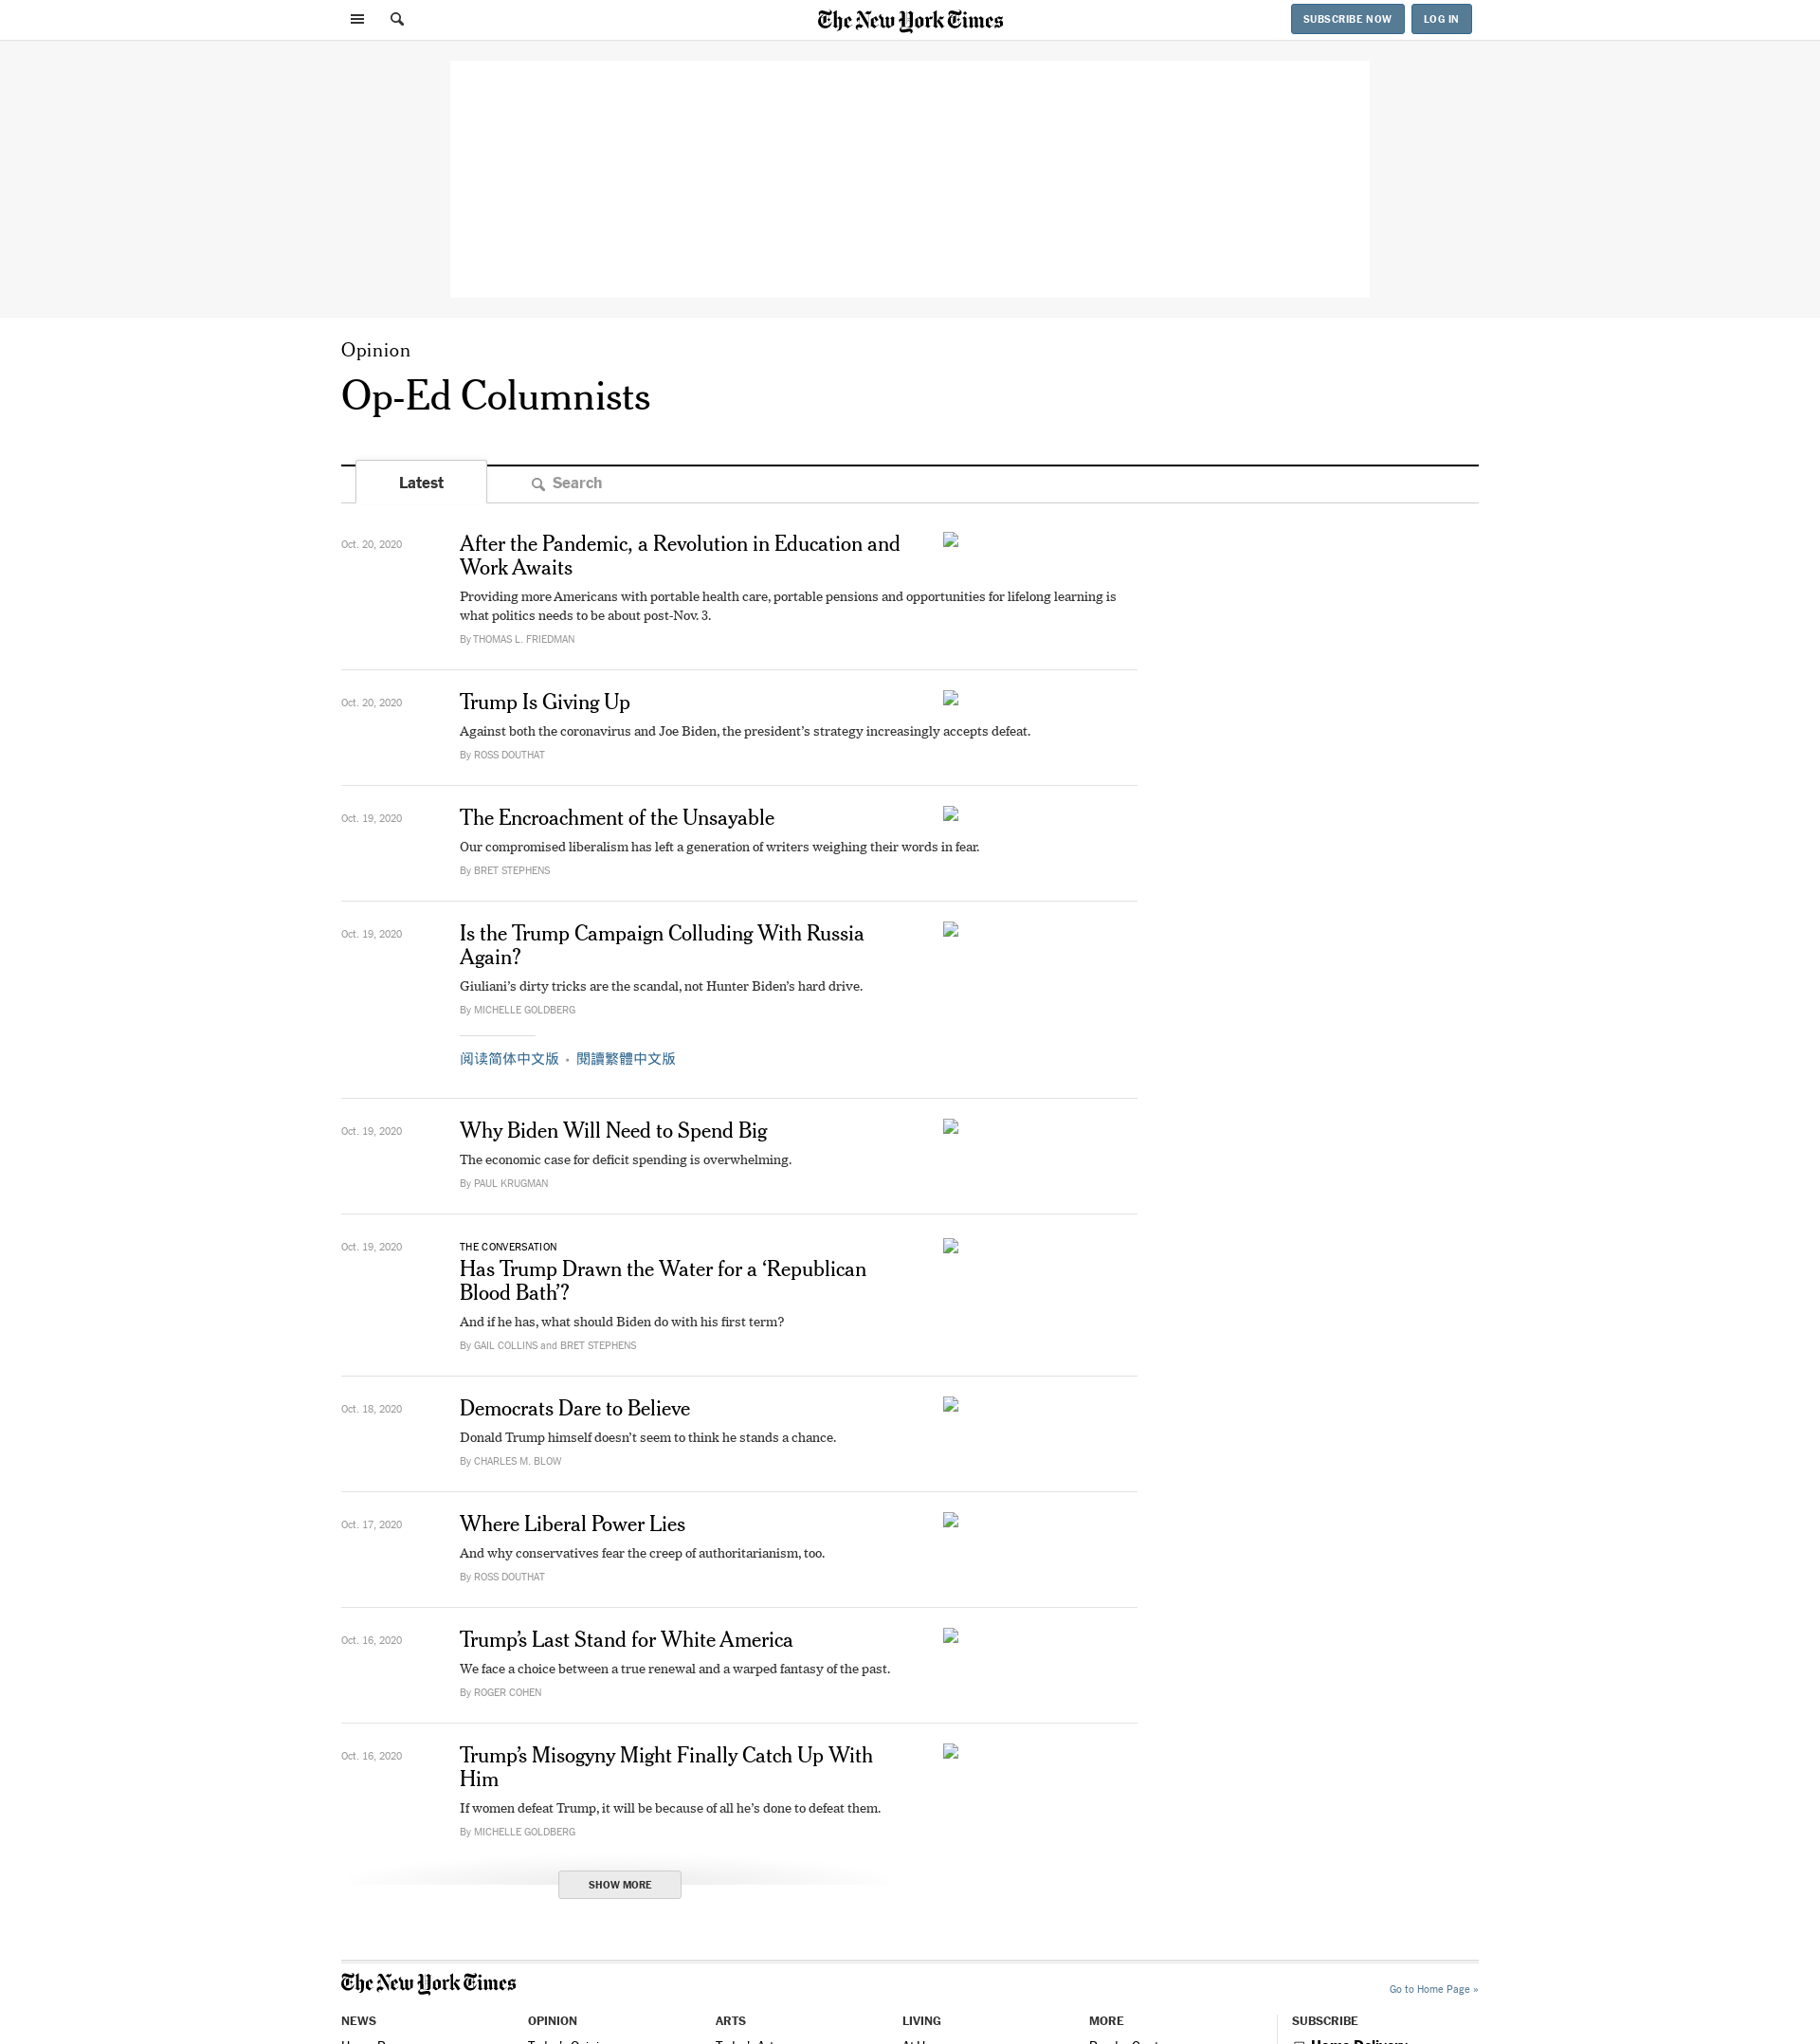 The New York Times
SUBSCRIBE NOW
LOG IN
Opinion
Op-Ed Columnists
Latest
Search
Oct. 20, 2020
After the Pandemic, a Revolution in Education and
Work Awaits
Providing more Americans with portable health care, portable pensions and opportunities for lifelong learning is
what politics needs to be about post-Nov. 3.
By THOMAS L. FRIEDMAN
Oct. 20, 2020
Trump Is Giving Up
Against both the coronavirus and Joe Biden, the president’s strategy increasingly accepts defeat.
By ROSS DOUTHAT
Oct. 19, 2020
The Encroachment of the Unsayable
Our compromised liberalism has left a generation of writers weighing their words in fear.
By BRET STEPHENS
Oct. 19, 2020
Is the Trump Campaign Colluding With Russia
Again?
Giuliani’s dirty tricks are the scandal, not Hunter Biden’s hard drive.
By MICHELLE GOLDBERG
阅读简体中文版 • 閱讀繁體中文版
Oct. 19, 2020
Why Biden Will Need to Spend Big
The economic case for deficit spending is overwhelming.
By PAUL KRUGMAN
Oct. 19, 2020
THE CONVERSATION
Has Trump Drawn the Water for a ‘Republican
Blood Bath’?
And if he has, what should Biden do with his first term?
By GAIL COLLINS and BRET STEPHENS
Oct. 18, 2020
Democrats Dare to Believe
Donald Trump himself doesn’t seem to think he stands a chance.
By CHARLES M. BLOW
Oct. 17, 2020
Where Liberal Power Lies
And why conservatives fear the creep of authoritarianism, too.
By ROSS DOUTHAT
Oct. 16, 2020
Trump’s Last Stand for White America
We face a choice between a true renewal and a warped fantasy of the past.
By ROGER COHEN
Oct. 16, 2020
Trump’s Misogyny Might Finally Catch Up With
Him
If women defeat Trump, it will be because of all he’s done to defeat them.
By MICHELLE GOLDBERG
SHOW MORE
The New York Times
Go to Home Page »
NEWS OPINION ARTS LIVING MORE SUBSCRIBE